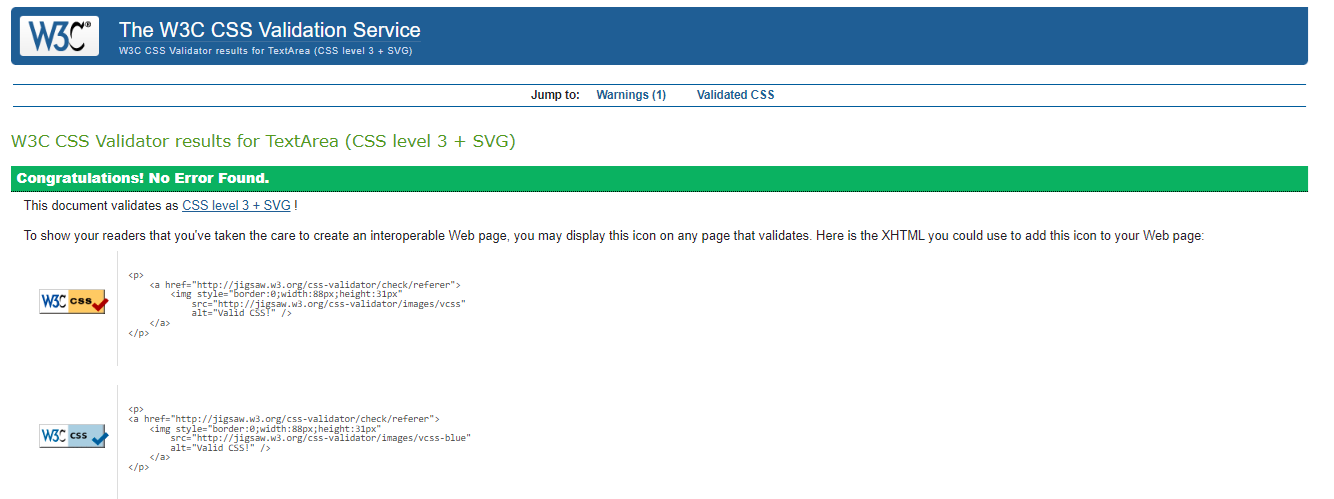 W3C®
The W3C CSS Validation Service
W3C CSS Validator results for TextArea (CSS level 3 + SVG)
Jump to: Warnings (1) Validated CSS
W3C CSS Validator results for TextArea (CSS level 3 + SVG)
Congratulations! No Error Found.
This document validates as CSS level 3 + SVG !
To show your readers that you've taken the care to create an interoperable Web page, you may display this icon on any page that validates. Here is the XHTML you could use to add this icon to your Web page:
W3C css
<p>
<a href="http://jigsaw.w3.org/css-validator/check/referer">
<img style="border:0;width:88px;height:31px"
src="http://jigsaw.w3.org/css-validator/images/vcss"
alt="Valid CSS!" />
</a>
</p>
W3C css
<p>
<a href="http://jigsaw.w3.org/css-validator/check/referer">
<img style="border:0;width:88px;height:31px"
src="http://jigsaw.w3.org/css-validator/images/vcss-blue"
alt="Valid CSS!" />
</a>
</p>